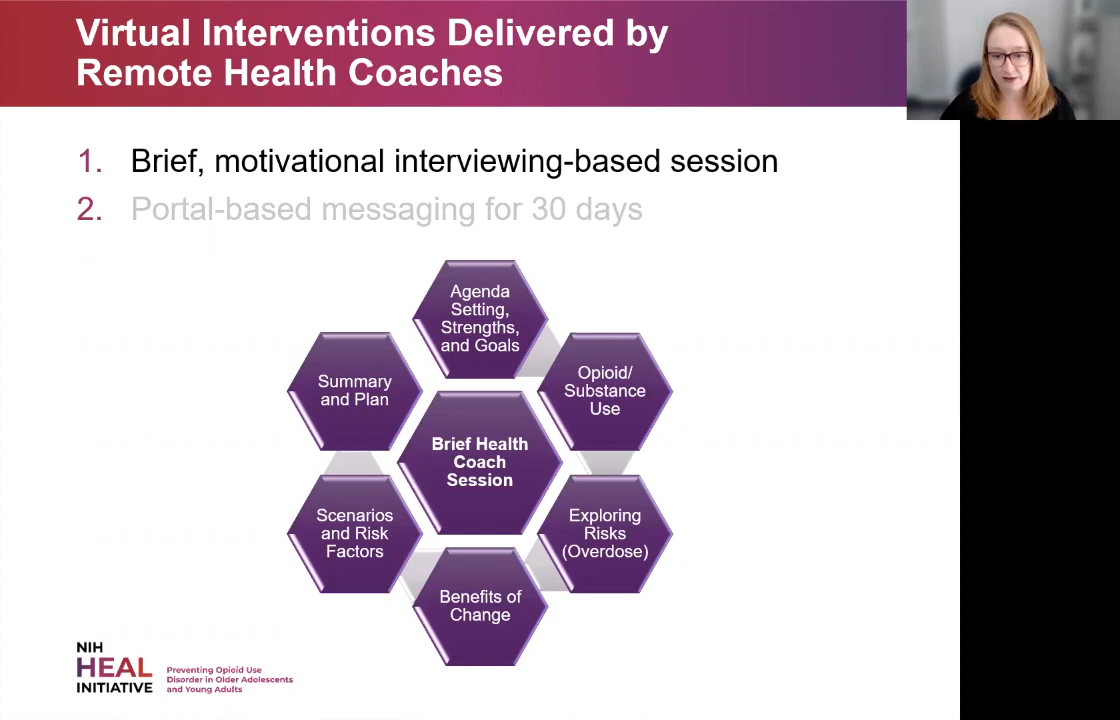 Virtual Interventions Delivered by
Remote Health Coaches
1. Brief, motivational interviewing-based session
2. Portal-based messaging for 30 days
Agenda
Setting,
Strengths,
and Goals
Opioid/
Substance
Use
Exploring
Risks
(Overdose)
Benefits of
Change
Scenarios
and Risk
Factors
Summary
and Plan
Brief Health
Coach
Session
NIH
HEAL
INITIATIVE
Preventing Opioid Use
Disorder in Older Adolescents
and Young Adults